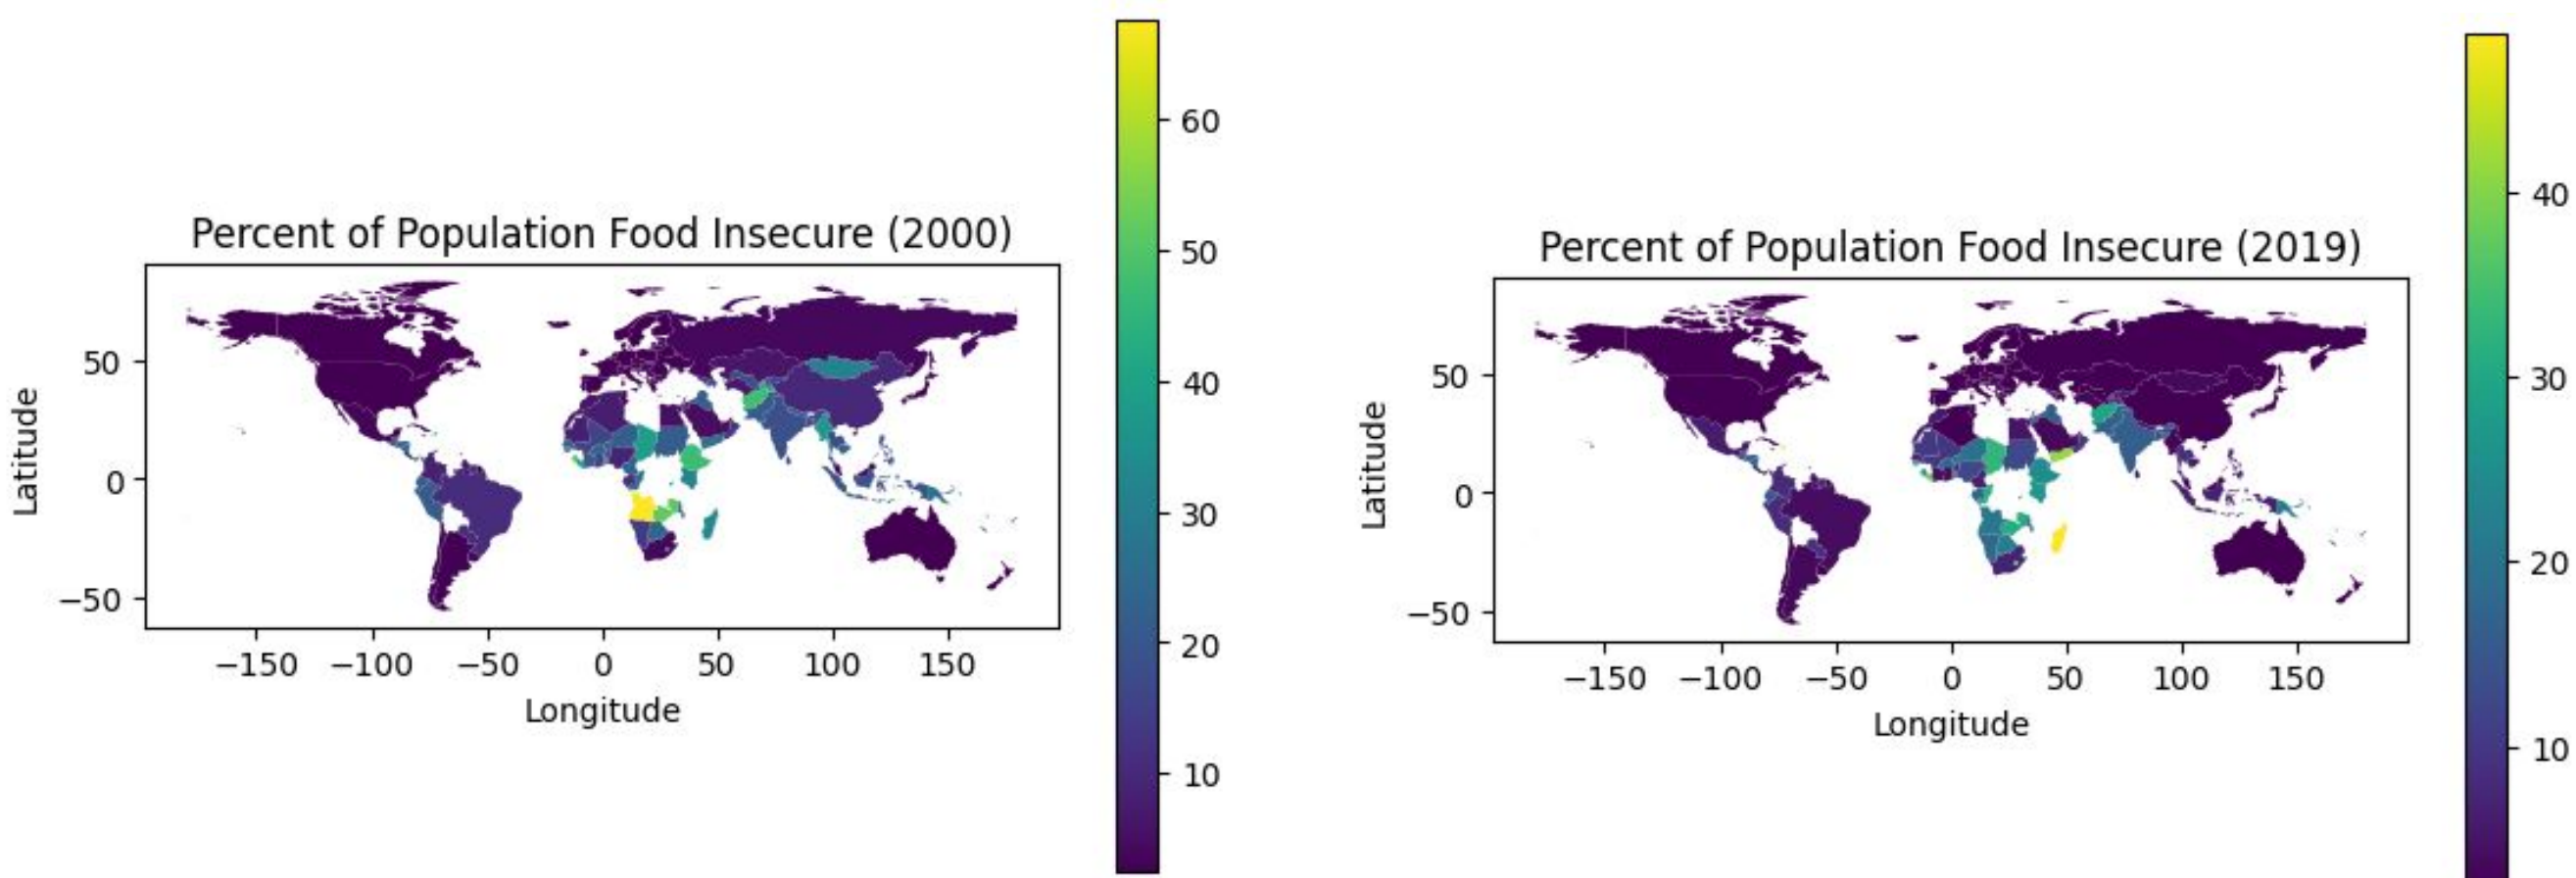 Percent of Population Food Insecure (2000)
Latitude
50
0
−50
−150 −100 −50 0 50 100 150
Longitude
60
50
40
30
20
10
Percent of Population Food Insecure (2019)
Latitude
50
0
−50
−150 −100 −50 0 50 100 150
Longitude
40
30
20
10